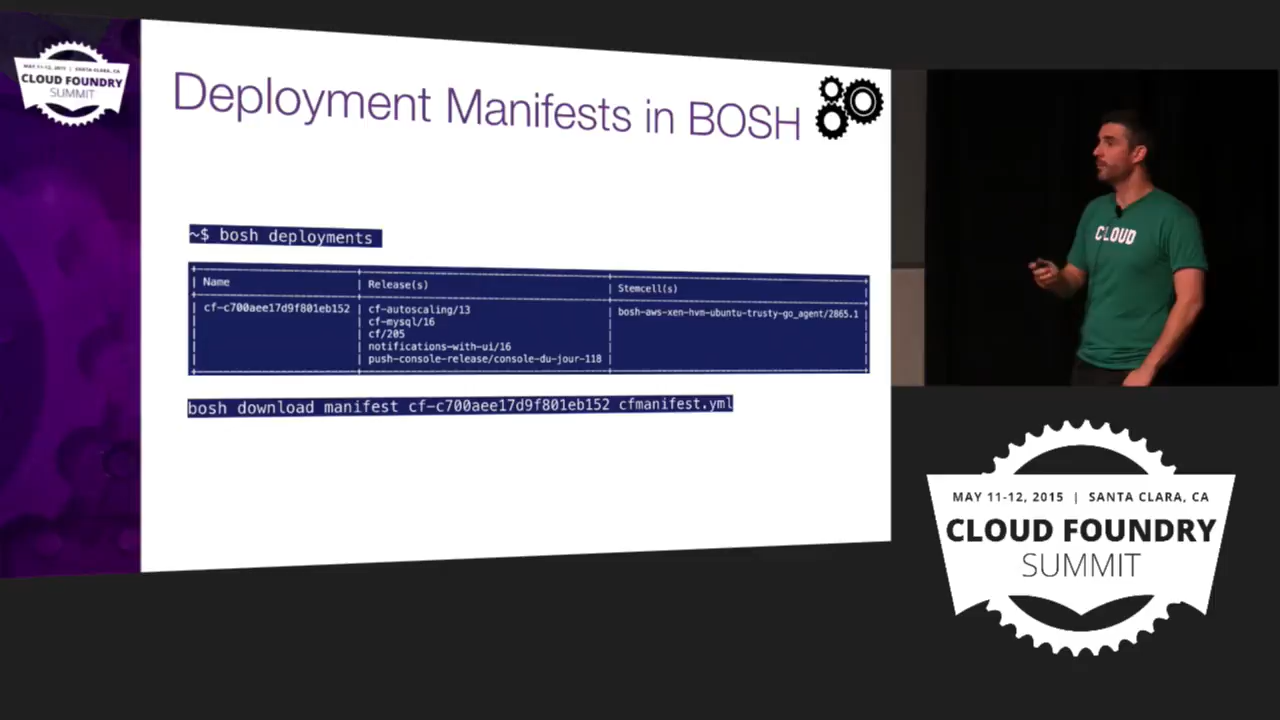 MAY 11-12, 2015 | SANTA CLARA, CA
CLOUD FOUNDRY
SUMMIT
Deployment Manifests in BOSH
~$ bosh deployments
| Name | Release(s) | Stemcell(s) |
| cf-c700aee17d9f801eb152 | cf-autoscaling/13 | bosh-aws-xen-hvm-ubuntu-trusty-go_agent/2865.1 |
| | cf-mysql/16 | |
| | cf/205 | |
| | notifications-with-ui/16 | |
| | push-console-release/console-du-jour-118 | |
bosh download manifest cf-c700aee17d9f801eb152 cfmanifest.yml
CLOUD
MAY 11-12, 2015 | SANTA CLARA, CA
CLOUD FOUNDRY
SUMMIT